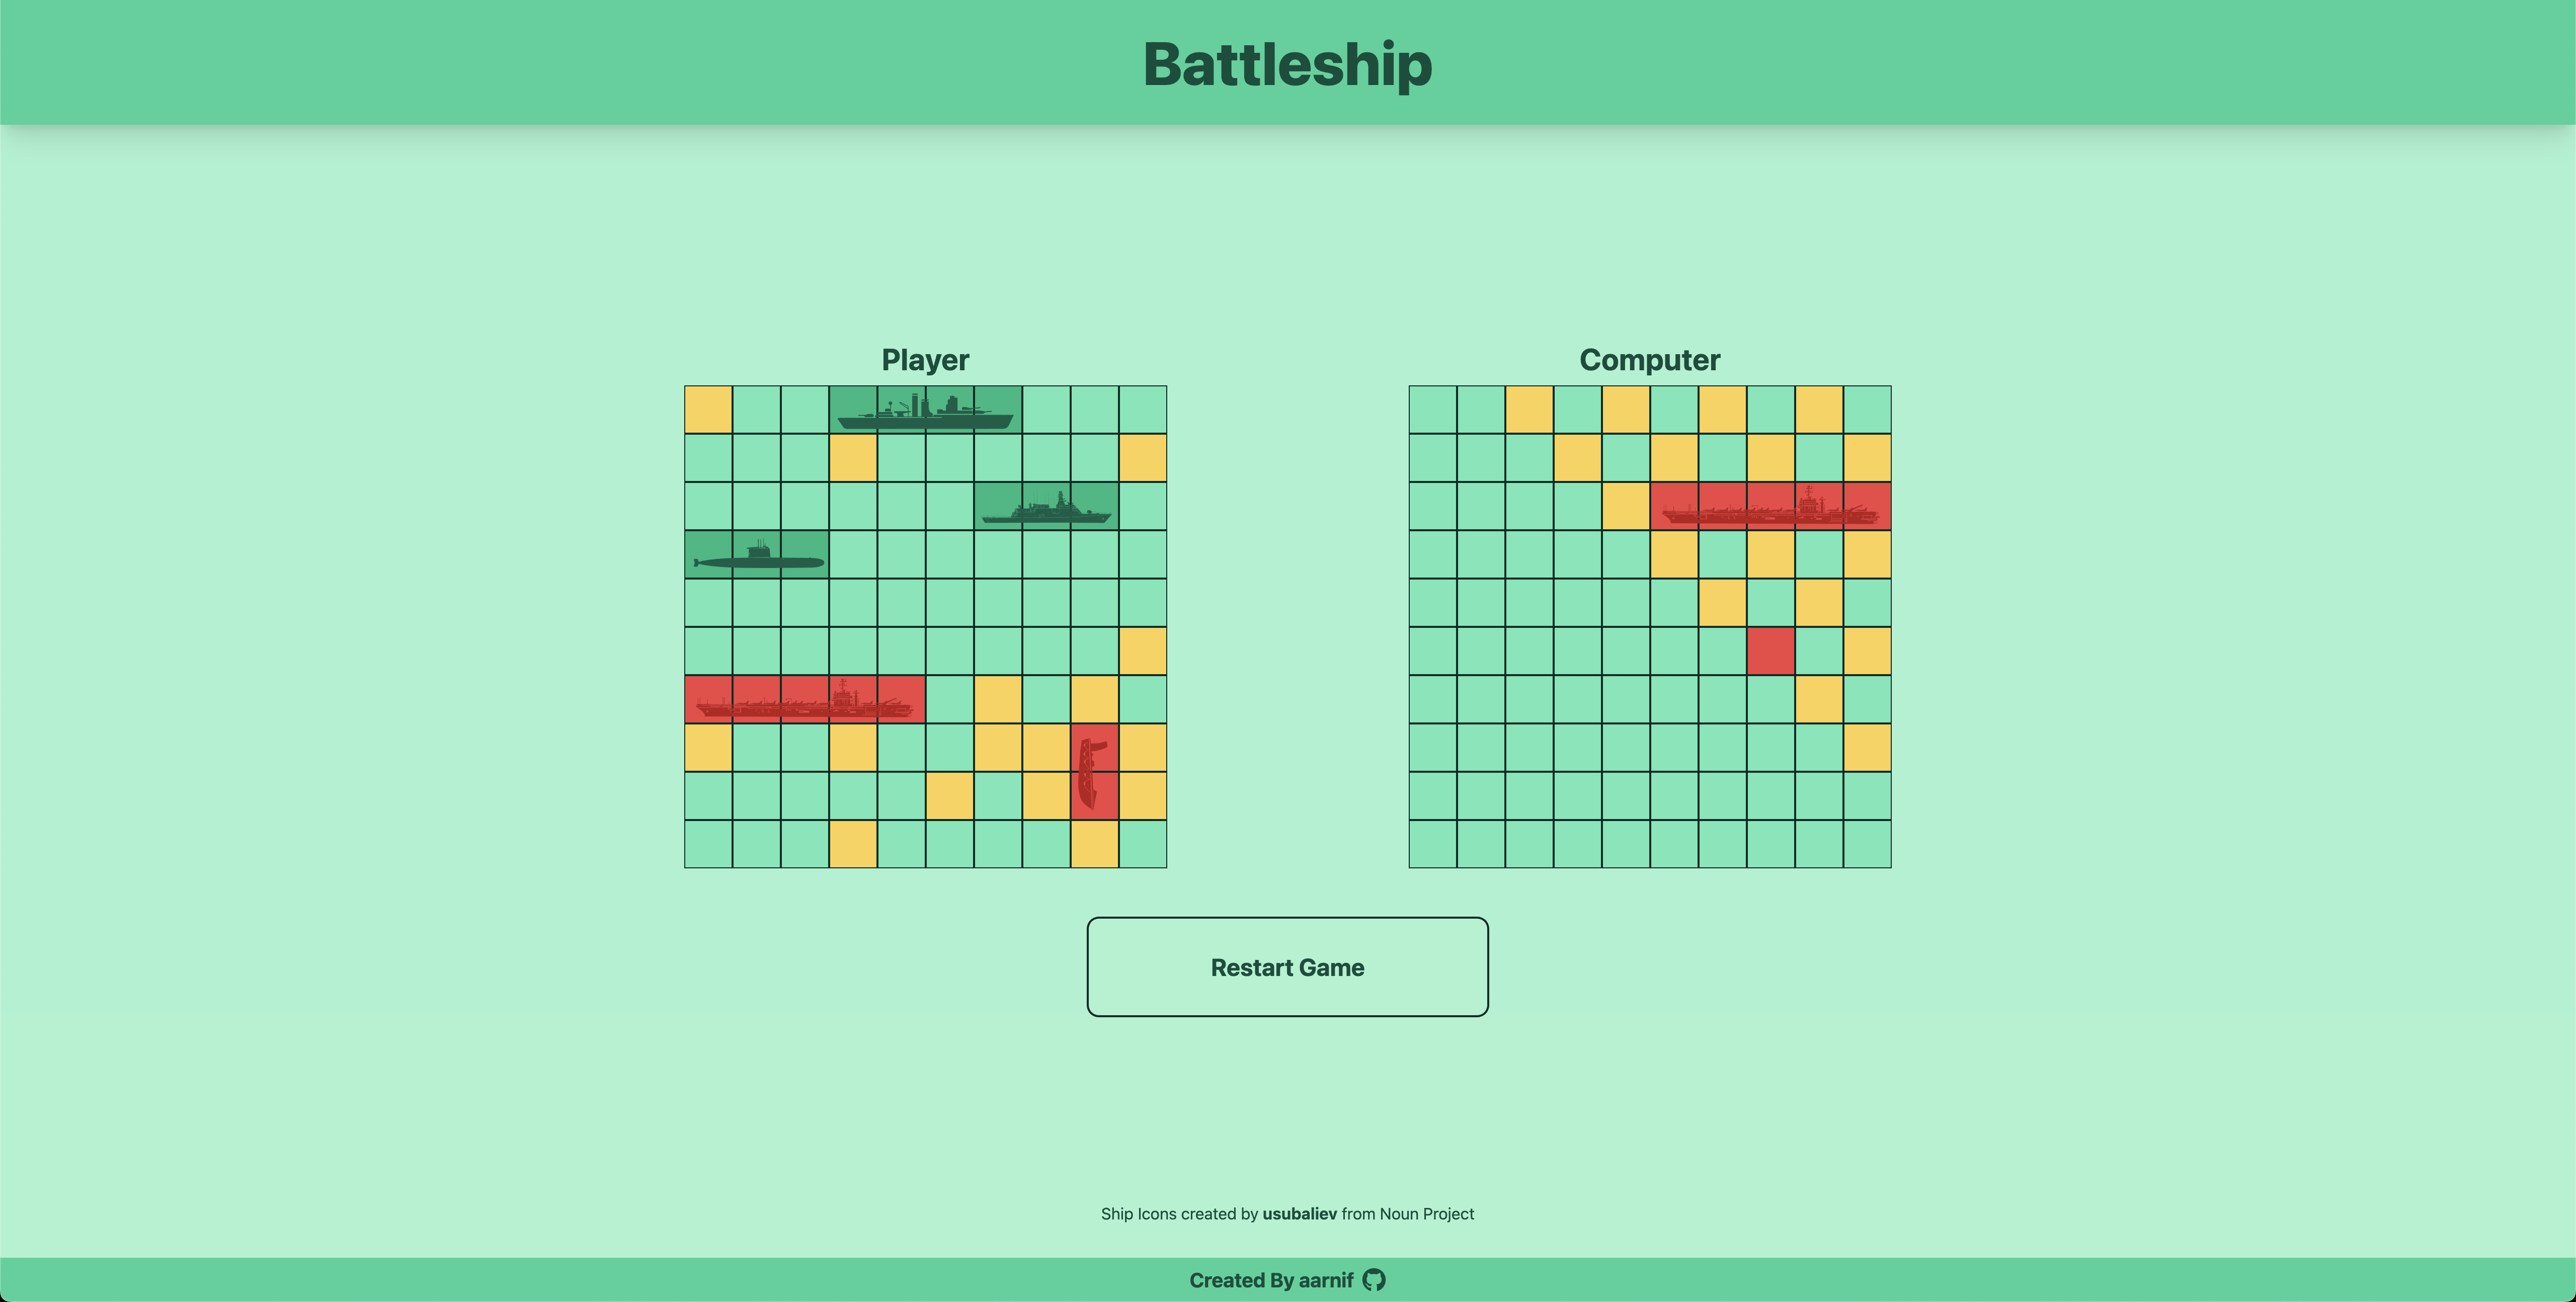 Battleship
Player
Computer
Restart Game
Ship Icons created by usubaliev from Noun Project
Created By aarnif